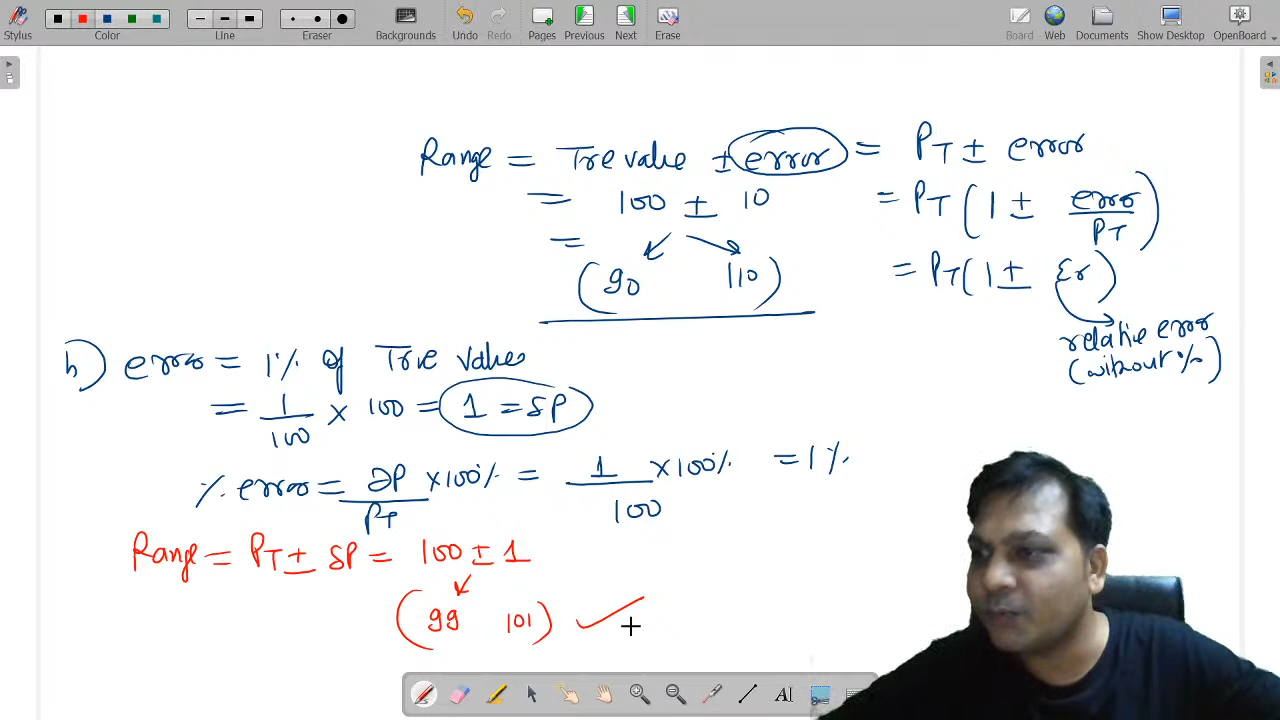 Stylus Color Line Eraser Backgrounds Undo Redo Pages Previous Next Erase Board Web Documents Show Desktop OpenBoard
Range = Tre value ± error = PT ± error
= 100 ± 10 = PT ( 1 ± error / PT )
= ( 90 110 ) = PT ( 1 ± εr )
relative error
(without %)
b) error = 1% of Tre value
= 1/100 × 100 = 1 = δP
% error = ∂P/PT × 100% = 1/100 × 100% = 1%
Range = PT ± δP = 100 ± 1
( 99 101 )